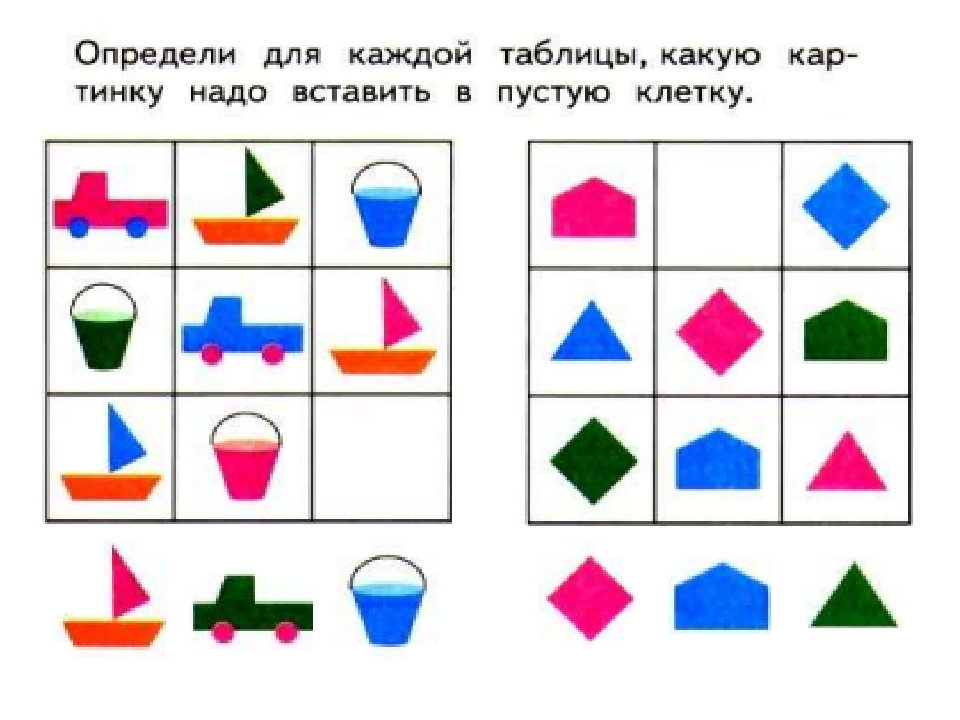 Определи для каждой таблицы, какую кар-
тинку надо вставить в пустую клетку.